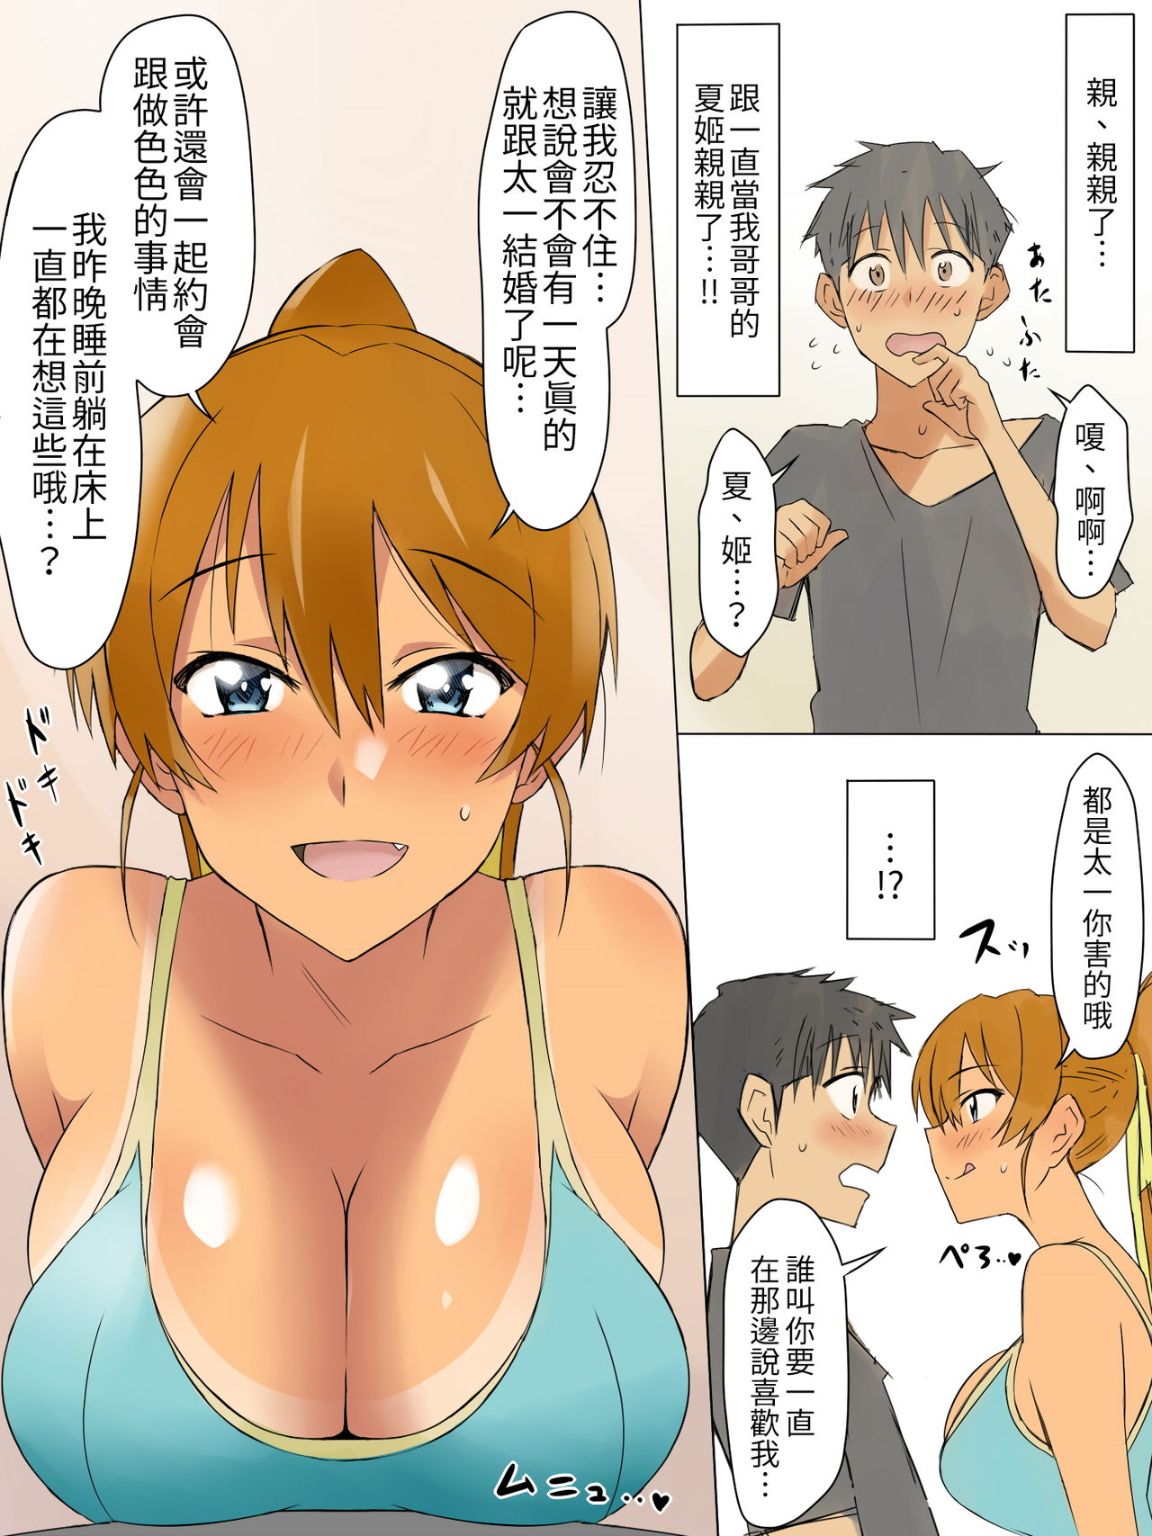 親、親親了…
跟一直當我哥哥的
夏姬親親了…!!
あたふた
嗄、啊啊…
夏、姬…？
都是太一你害的哦
…!?
ズッ
ぺろ…♥
誰叫你要一直
在那邊說喜歡我…
讓我忍不住…
想說會不會有一天眞的
就跟太一結婚了呢…
或許還會一起約會
跟做色色的事情
我昨晚睡前躺在床上
一直都在想這些哦…？
ドキ
ドキ
ムニュ…♥